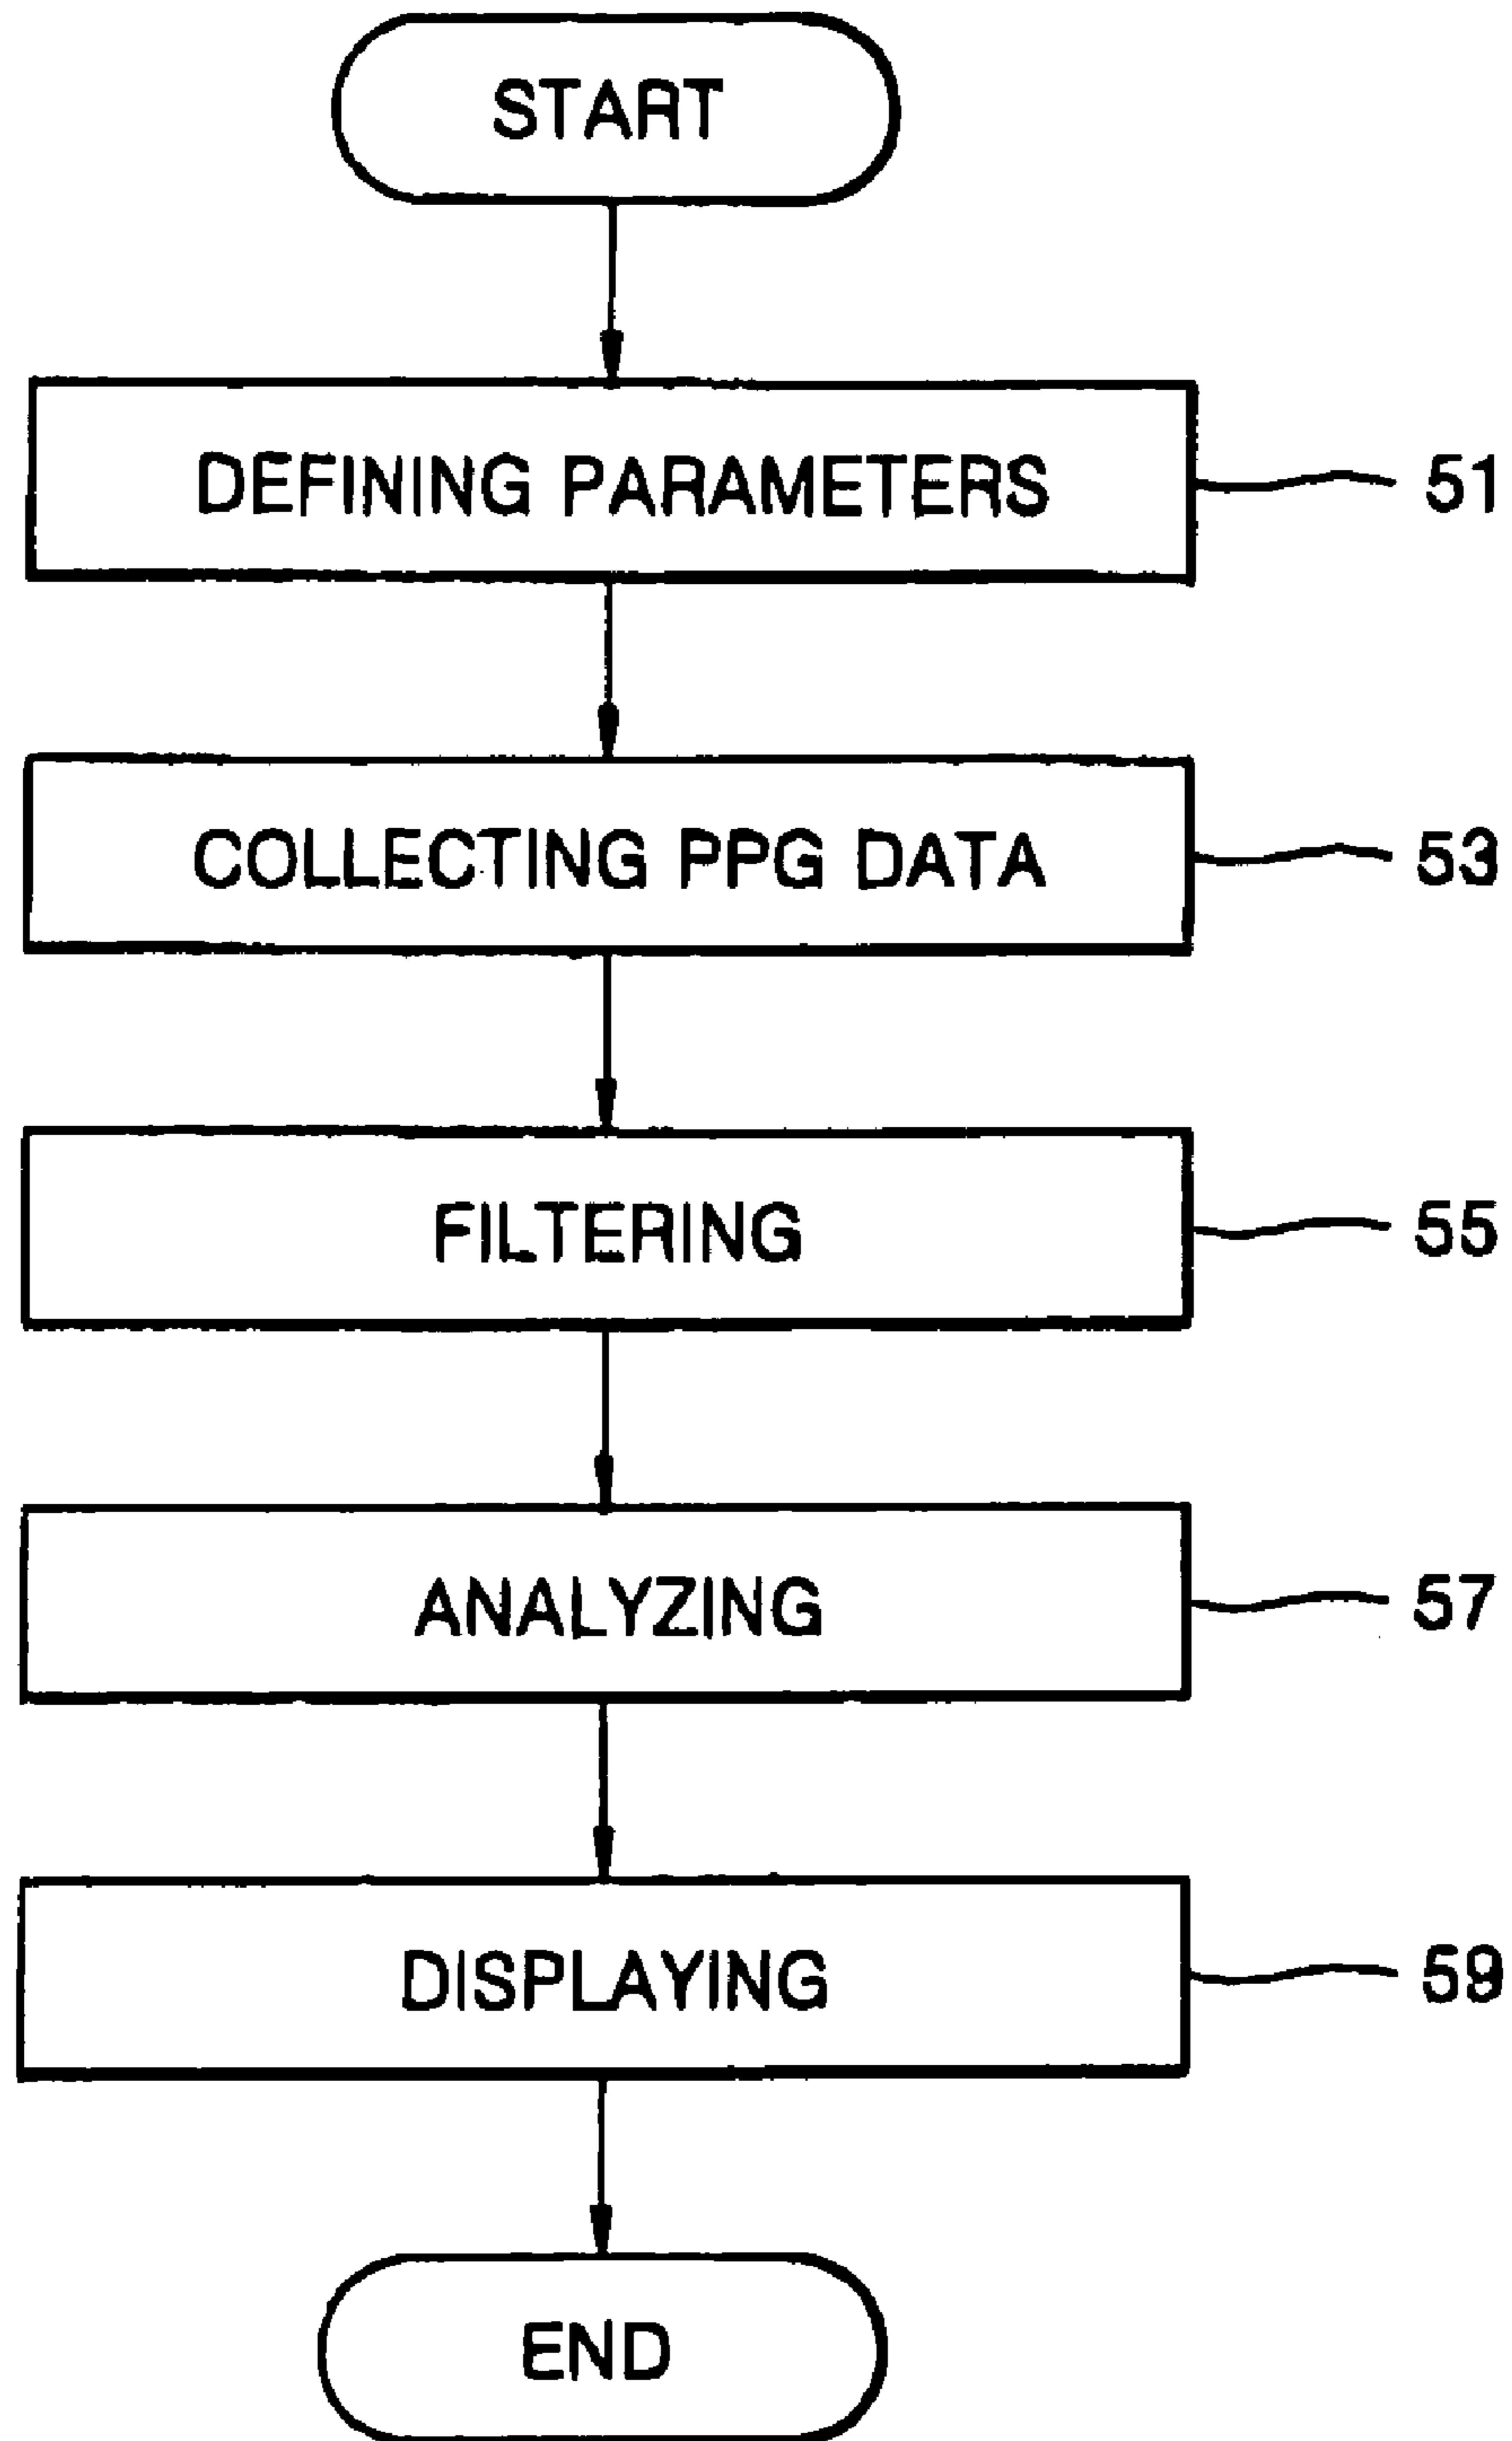 START
DEFINING PARAMETERS 51
COLLECTING PPG DATA 53
FILTERING 55
ANALYZING 57
DISPLAYING 59
END